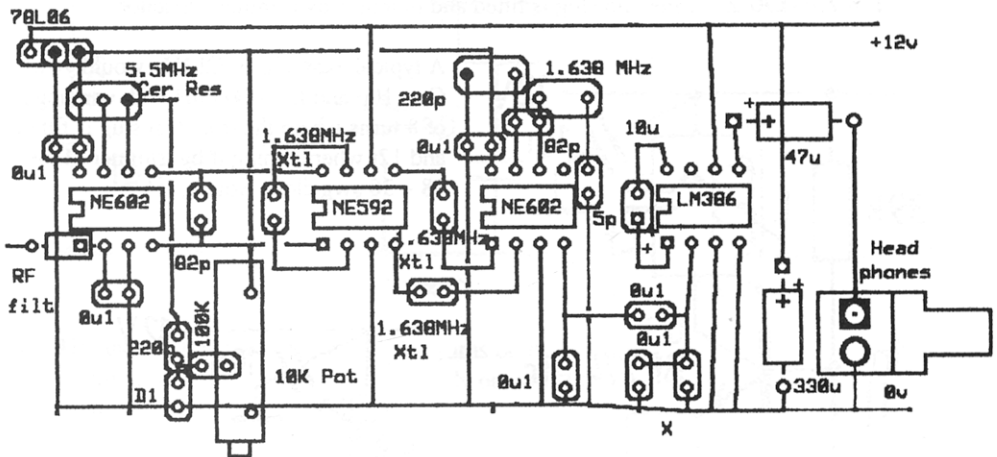 78L06
+12v
5.5MHz
Cer Res
1.638 MHz
220p
1.638MHz
Xtl
10u
0u1
82p
47u
0u1
NE602
NE592
NE602
LM386
5p
RF
filt
82p
1.638MHz
Xtl
Head
phones
0u1
0u1
100K
220p
1.638MHz
Xtl
0u1
D1
10K Pot
0u1
330u
0v
X